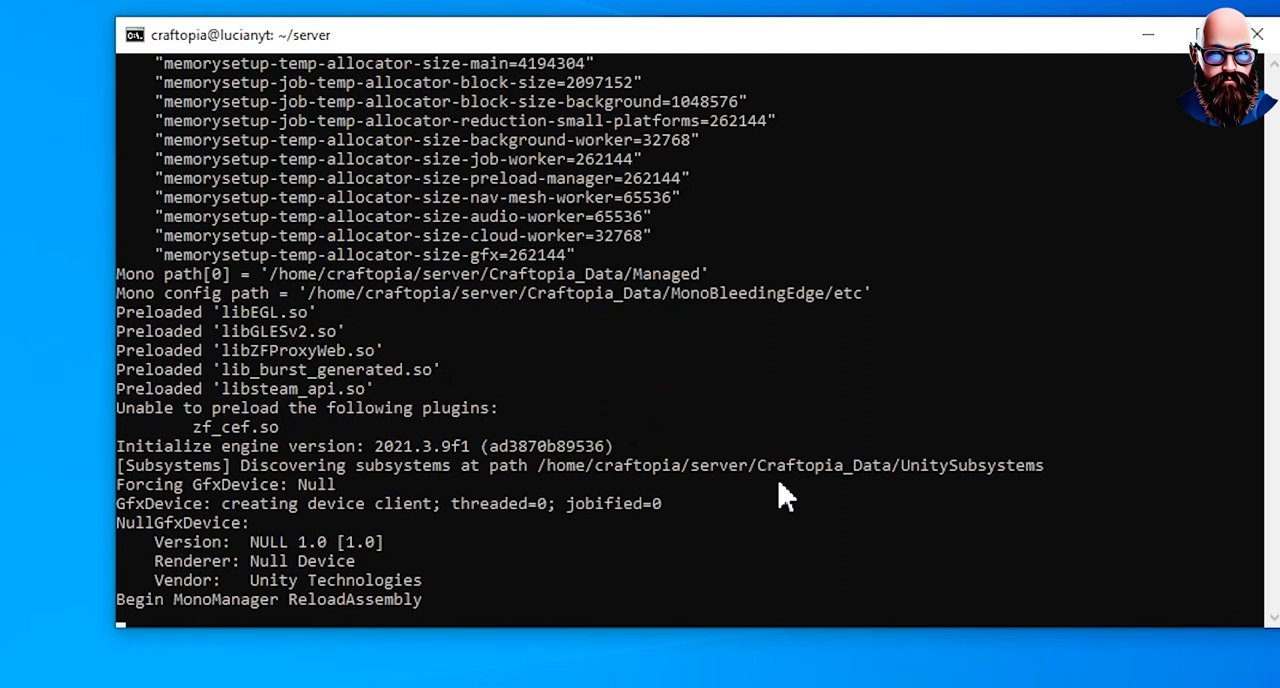 craftopia@lucianyt: ~/server
"memorysetup-temp-allocator-size-main=4194304"
"memorysetup-job-temp-allocator-block-size=2097152"
"memorysetup-job-temp-allocator-block-size-background=1048576"
"memorysetup-job-temp-allocator-reduction-small-platforms=262144"
"memorysetup-temp-allocator-size-background-worker=32768"
"memorysetup-temp-allocator-size-job-worker=262144"
"memorysetup-temp-allocator-size-preload-manager=262144"
"memorysetup-temp-allocator-size-nav-mesh-worker=65536"
"memorysetup-temp-allocator-size-audio-worker=65536"
"memorysetup-temp-allocator-size-cloud-worker=32768"
"memorysetup-temp-allocator-size-gfx=262144"
Mono path[0] = '/home/craftopia/server/Craftopia_Data/Managed'
Mono config path = '/home/craftopia/server/Craftopia_Data/MonoBleedingEdge/etc'
Preloaded 'libEGL.so'
Preloaded 'libGLESv2.so'
Preloaded 'libZFProxyWeb.so'
Preloaded 'lib_burst_generated.so'
Preloaded 'libsteam_api.so'
Unable to preload the following plugins:
zf_cef.so
Initialize engine version: 2021.3.9f1 (ad3870b89536)
[Subsystems] Discovering subsystems at path /home/craftopia/server/Craftopia_Data/UnitySubsystems
Forcing GfxDevice: Null
GfxDevice: creating device client; threaded=0; jobified=0
NullGfxDevice:
Version:  NULL 1.0 [1.0]
Renderer: Null Device
Vendor:   Unity Technologies
Begin MonoManager ReloadAssembly